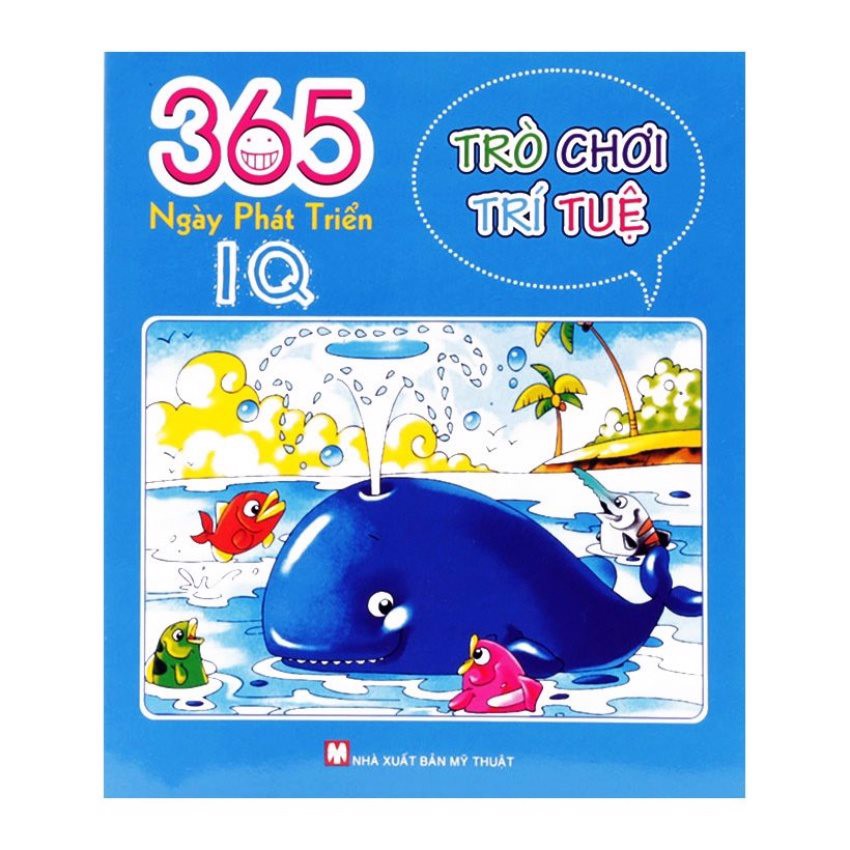 365
Ngày Phát Triển
IQ
TRÒ CHƠI
TRÍ TUỆ
NHÀ XUẤT BẢN MỸ THUẬT